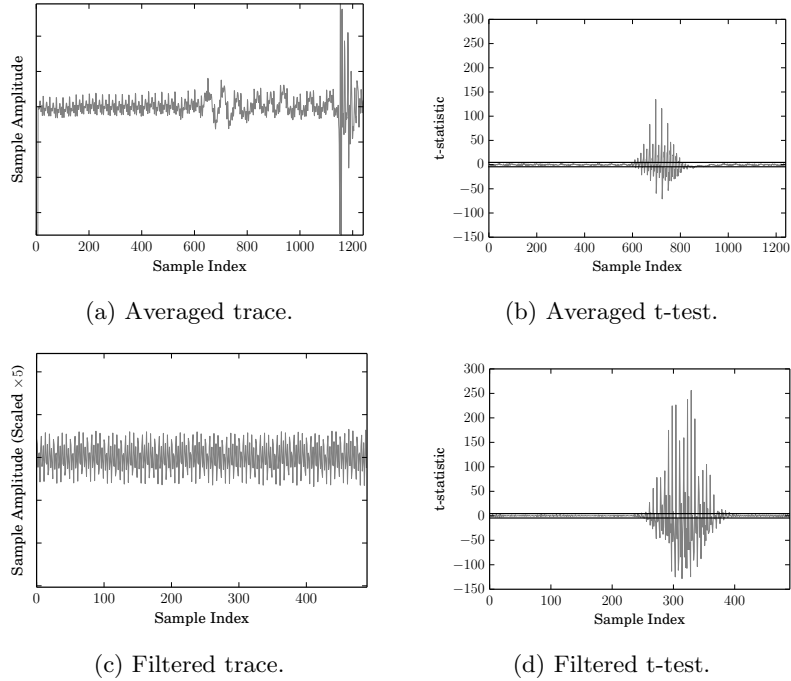 Sample Amplitude
0 200 400 600 800 1000 1200
Sample Index
(a) Averaged trace.
t-statistic
300
250
200
150
100
50
0
−50
−100
−150
0 200 400 600 800 1000 1200
Sample Index
(b) Averaged t-test.
Sample Amplitude (Scaled ×5)
0 100 200 300 400
Sample Index
(c) Filtered trace.
t-statistic
300
250
200
150
100
50
0
−50
−100
−150
0 100 200 300 400
Sample Index
(d) Filtered t-test.